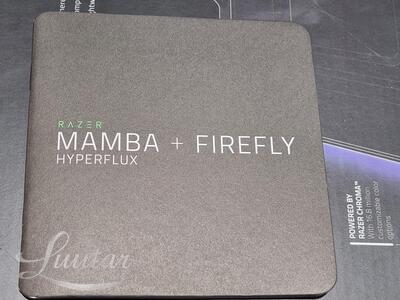 RAZER
MAMBA + FIREFLY
HYPERFLUX
POWERED BY
RAZER CHROMA™
With 16.8 million
customizable color
options
Luutar